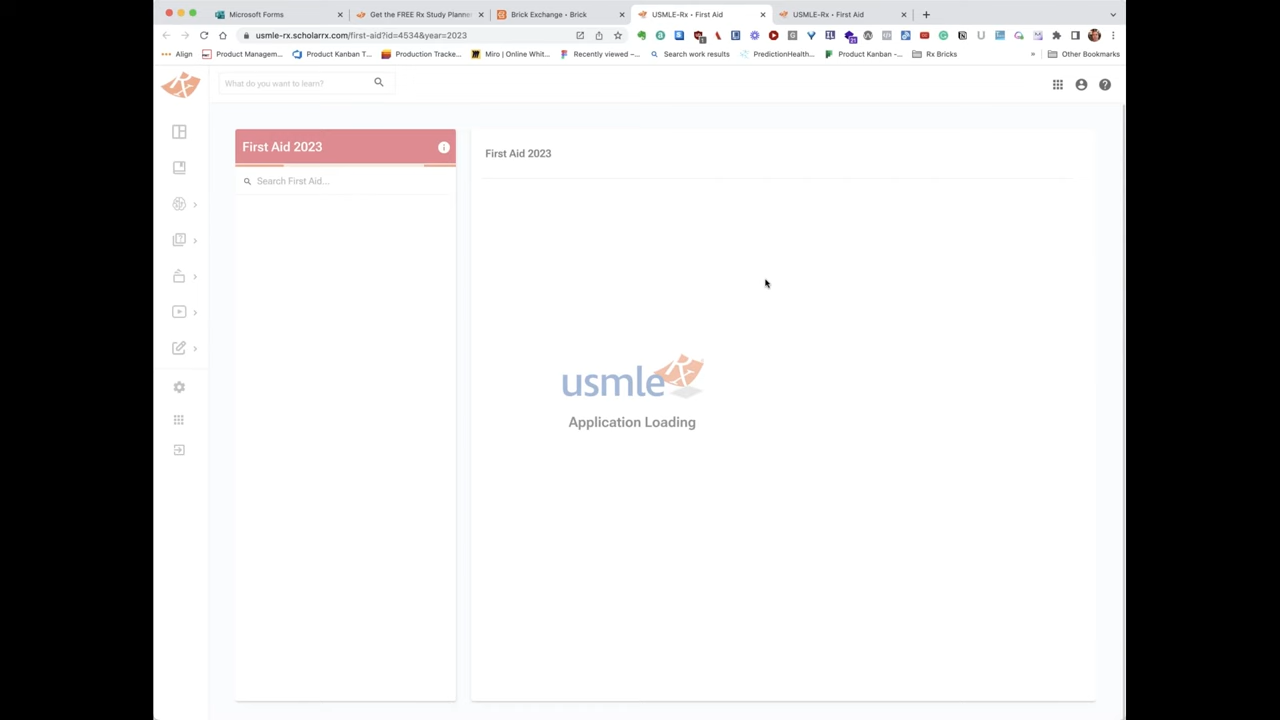 Microsoft Forms
Get the FREE Rx Study Planne
Brick Exchange • Brick
USMLE-Rx • First Aid
USMLE-Rx • First Aid
usmle-rx.scholarrx.com/first-aid?id=4534&year=2023
Align
Product Managem...
Product Kanban T...
Production Tracke...
Miro | Online Whit...
Recently viewed –...
Search work results
PredictionHealth...
Product Kanban -...
Rx Bricks
»
Other Bookmarks
Rx
What do you want to learn?
First Aid 2023
Search First Aid...
First Aid 2023
usmle Rx
Application Loading